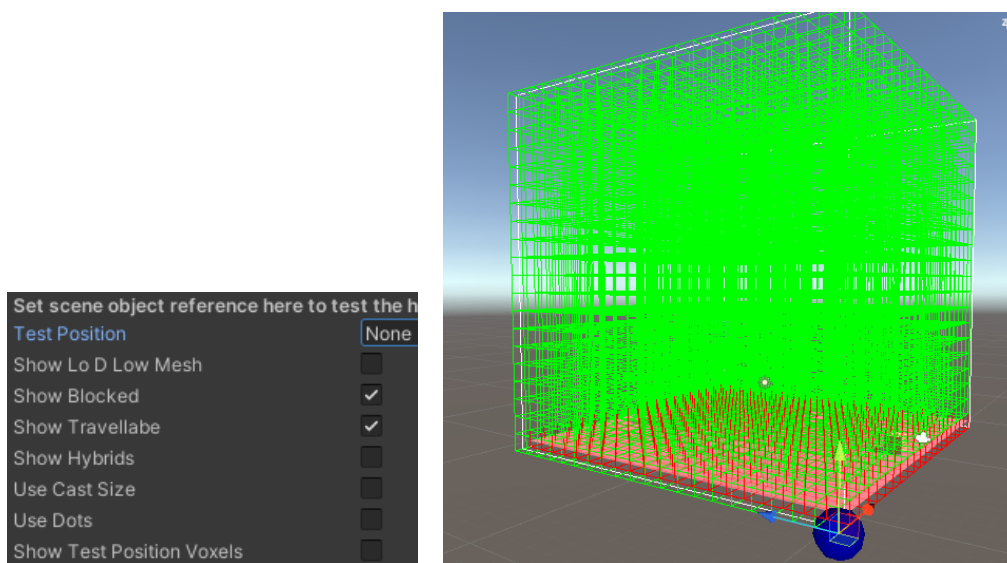 Set scene object reference here to test the h
Test Position
None
Show Lo D Low Mesh
Show Blocked
Show Travellabe
Show Hybrids
Use Cast Size
Use Dots
Show Test Position Voxels
z